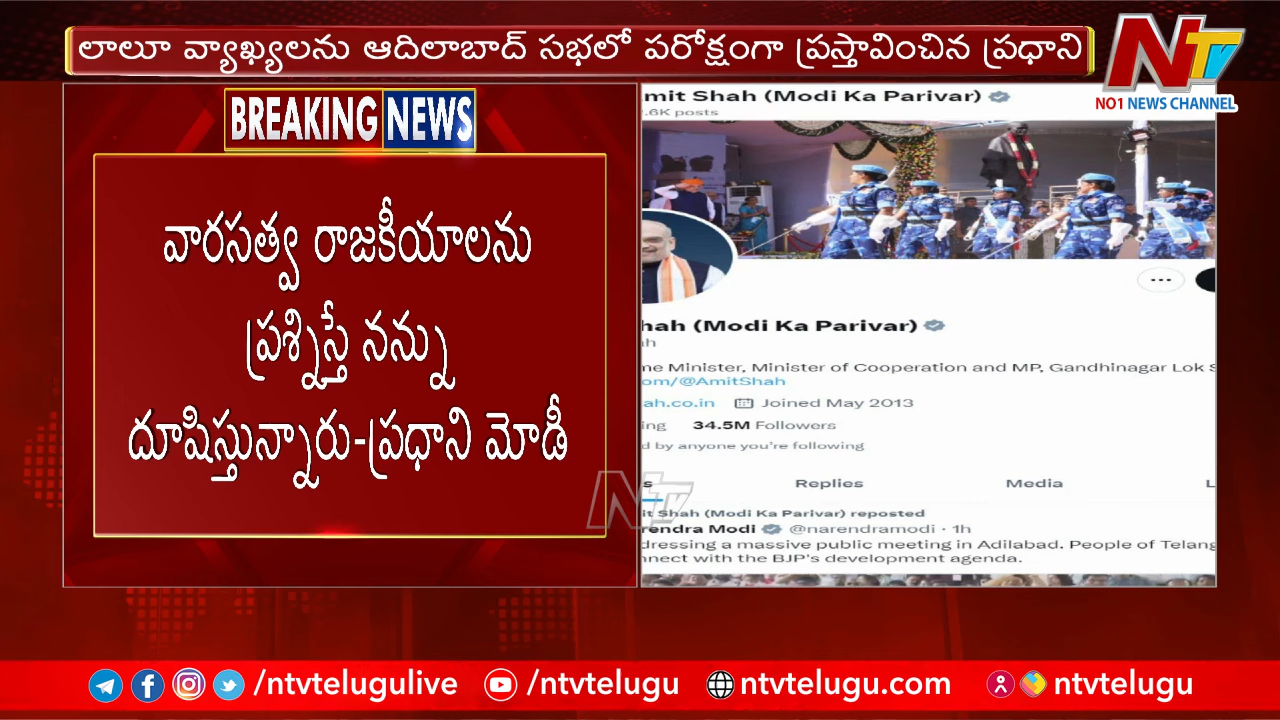 లాలూ వ్యాఖ్యలను ఆదిలాబాద్ సభలో పరోక్షంగా ప్రస్తావించిన ప్రధాని
NTV
NO1 NEWS CHANNEL
BREAKING NEWS
వారసత్వ రాజకీయాలను
ప్రశ్నిస్తే నన్ను
దూషిస్తున్నారు-ప్రధాని మోడీ
mit Shah (Modi Ka Parivar)
.6K posts
hah (Modi Ka Parivar)
ah
me Minister, Minister of Cooperation and MP, Gandhinagar Lok S
om/@AmitShah
ah.co.in Joined May 2013
ing 34.5M Followers
d by anyone you're following
s Replies Media L
it Shah (Modi Ka Parivar) reposted
rendra Modi @narendramodi · 1h
dressing a massive public meeting in Adilabad. People of Telang
nnect with the BJP's development agenda.
NTV
/ntvtelugulive /ntvtelugu ntvtelugu.com ntvtelugu